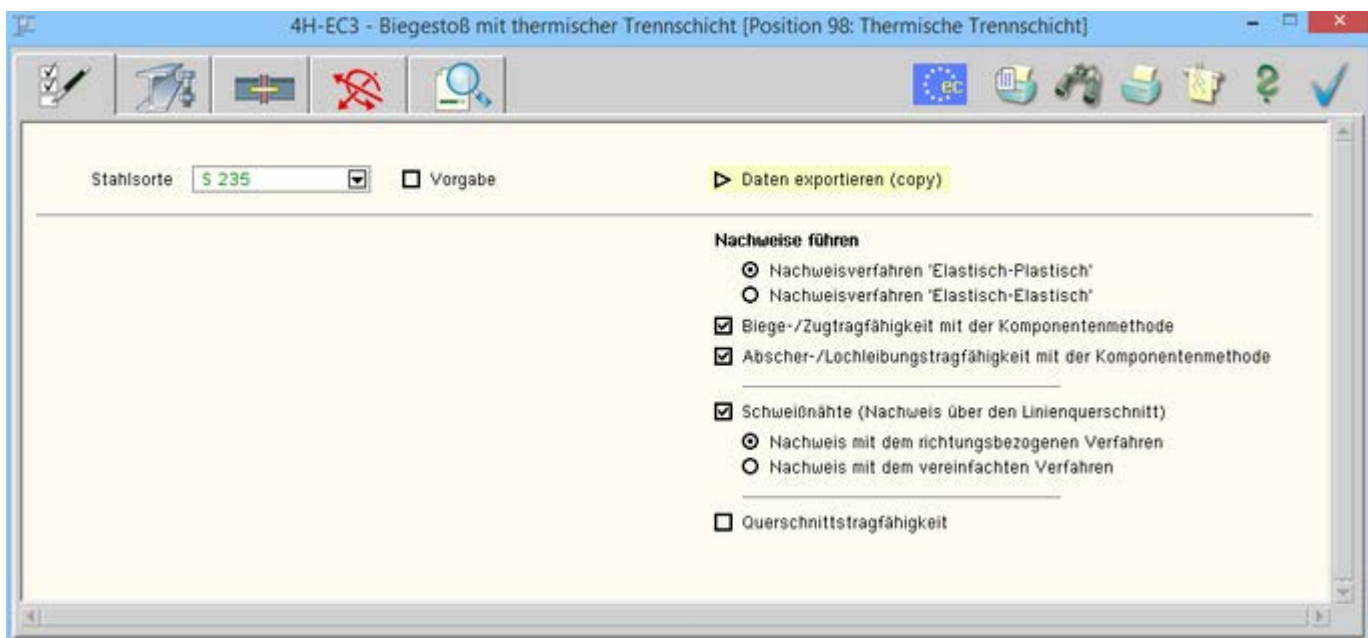 4H-EC3 - Biegestoß mit thermischer Trennschicht [Position 98: Thermische Trennschicht]
ec
Stahlsorte S 235 Vorgabe Daten exportieren (copy)
Nachweise führen
Nachweisverfahren 'Elastisch-Plastisch'
Nachweisverfahren 'Elastisch-Elastisch'
Biege-/Zugtragfähigkeit mit der Komponentenmethode
Abscher-/Lochleibungstragfähigkeit mit der Komponentenmethode
Schweißnähte (Nachweis über den Linienquerschnitt)
Nachweis mit dem richtungsbezogenen Verfahren
Nachweis mit dem vereinfachten Verfahren
Querschnittstragfähigkeit